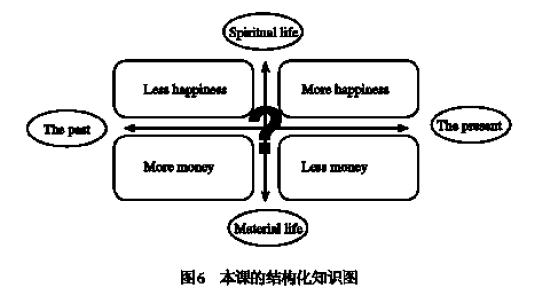 Spiritual life
Less happiness
More happiness
The past
?
The present
More money
Less money
Material life
图6 本课的结构化知识图